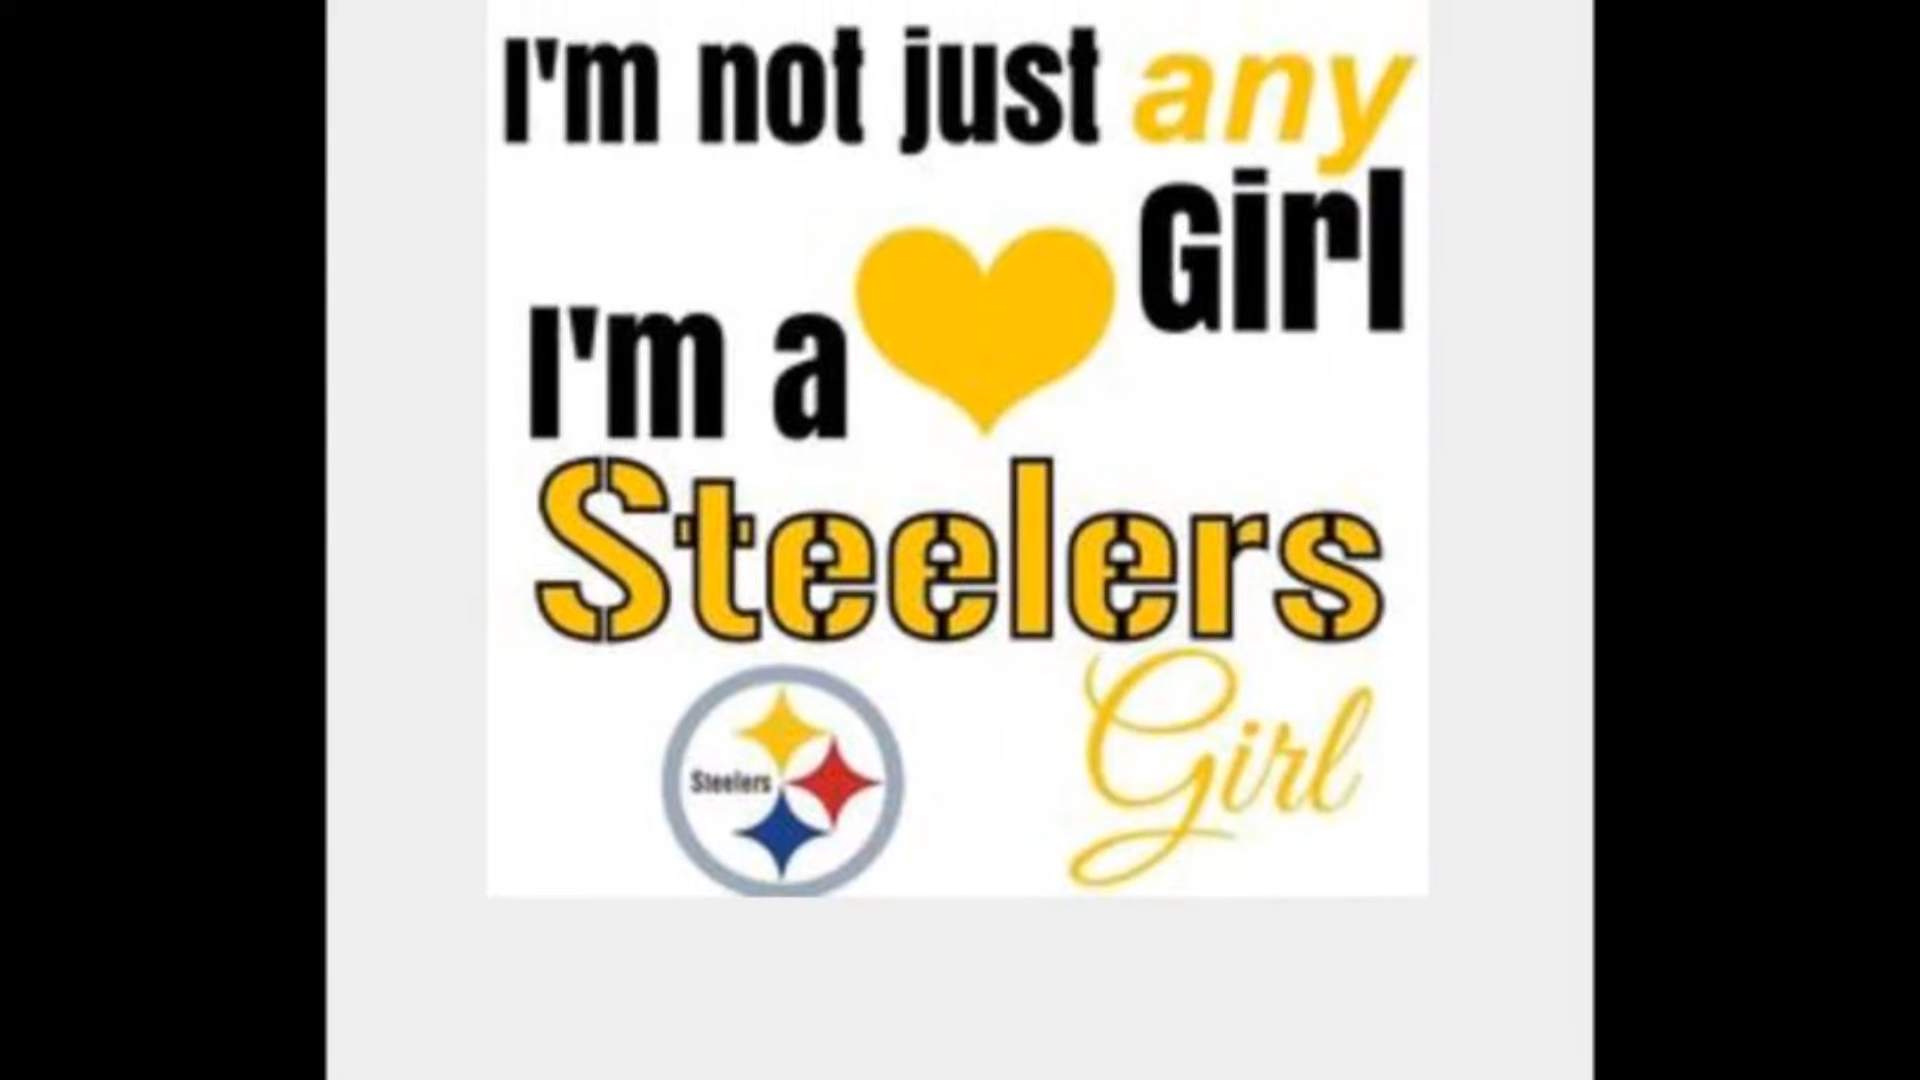 I'm not just any
Girl
I'm a
Steelers
Steelers
Girl